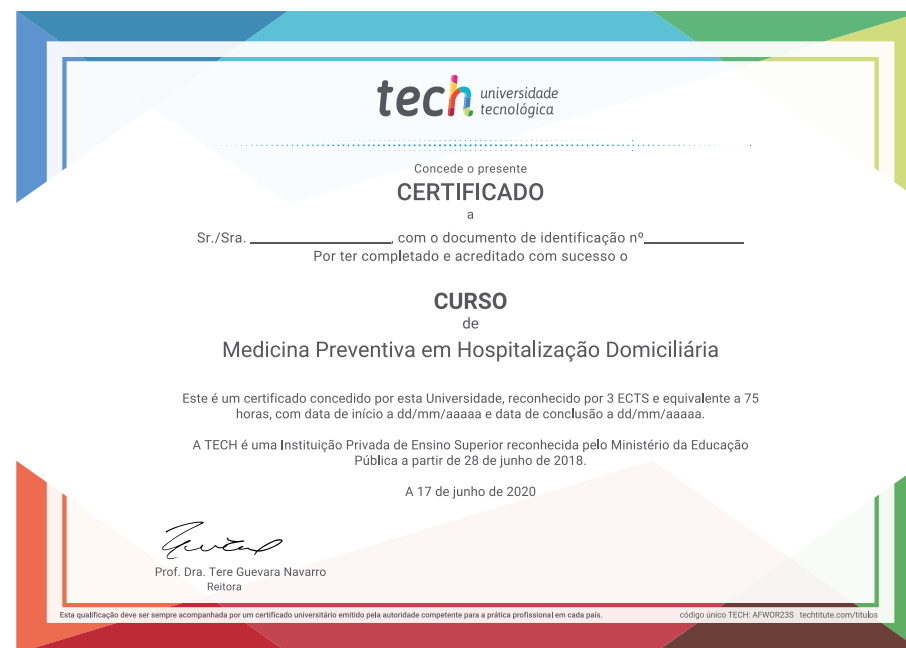 tech universidade
tecnológica
Concede o presente
CERTIFICADO
a
Sr./Sra. ____________________, com o documento de identificação nº______________
Por ter completado e acreditado com sucesso o
CURSO
de
Medicina Preventiva em Hospitalização Domiciliária
Este é um certificado concedido por esta Universidade, reconhecido por 3 ECTS e equivalente a 75
horas, com data de início a dd/mm/aaaaa e data de conclusão a dd/mm/aaaaa.
A TECH é uma Instituição Privada de Ensino Superior reconhecida pelo Ministério da Educação
Pública a partir de 28 de junho de 2018.
A 17 de junho de 2020
Prof. Dra. Tere Guevara Navarro
Reitora
Esta qualificação deve ser sempre acompanhada por um certificado universitário emitido pela autoridade competente para a prática profissional em cada país.
código único TECH: AFWOR23S techtitute.com/titulos